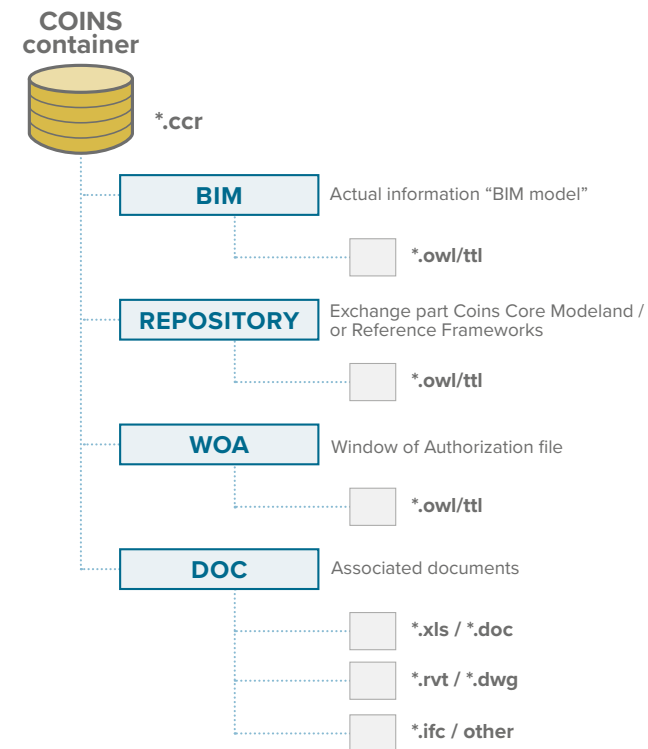 COINS
container
*.ccr
BIM
Actual information “BIM model”
*.owl/ttl
REPOSITORY
Exchange part Coins Core Modeland /
or Reference Frameworks
*.owl/ttl
WOA
Window of Authorization file
*.owl/ttl
DOC
Associated documents
*.xls / *.doc
*.rvt / *.dwg
*.ifc / other